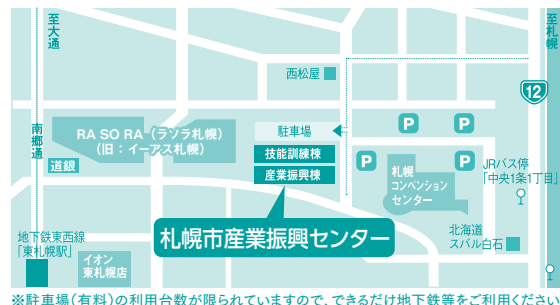 至大通
至札幌
西松屋
12
南郷通
RA SO RA（ラソラ札幌）
（旧：イーアス札幌）
駐車場
P
P
道銀
技能訓練棟
産業振興棟
P
P
札幌
コンベンション
センター
JRバス停
「中央1条1丁目」
札幌市産業振興センター
北海道
スバル白石
地下鉄東西線
「東札幌駅」
イオン
東札幌店
※駐車場（有料）の利用台数が限られていますので、できるだけ地下鉄等をご利用ください